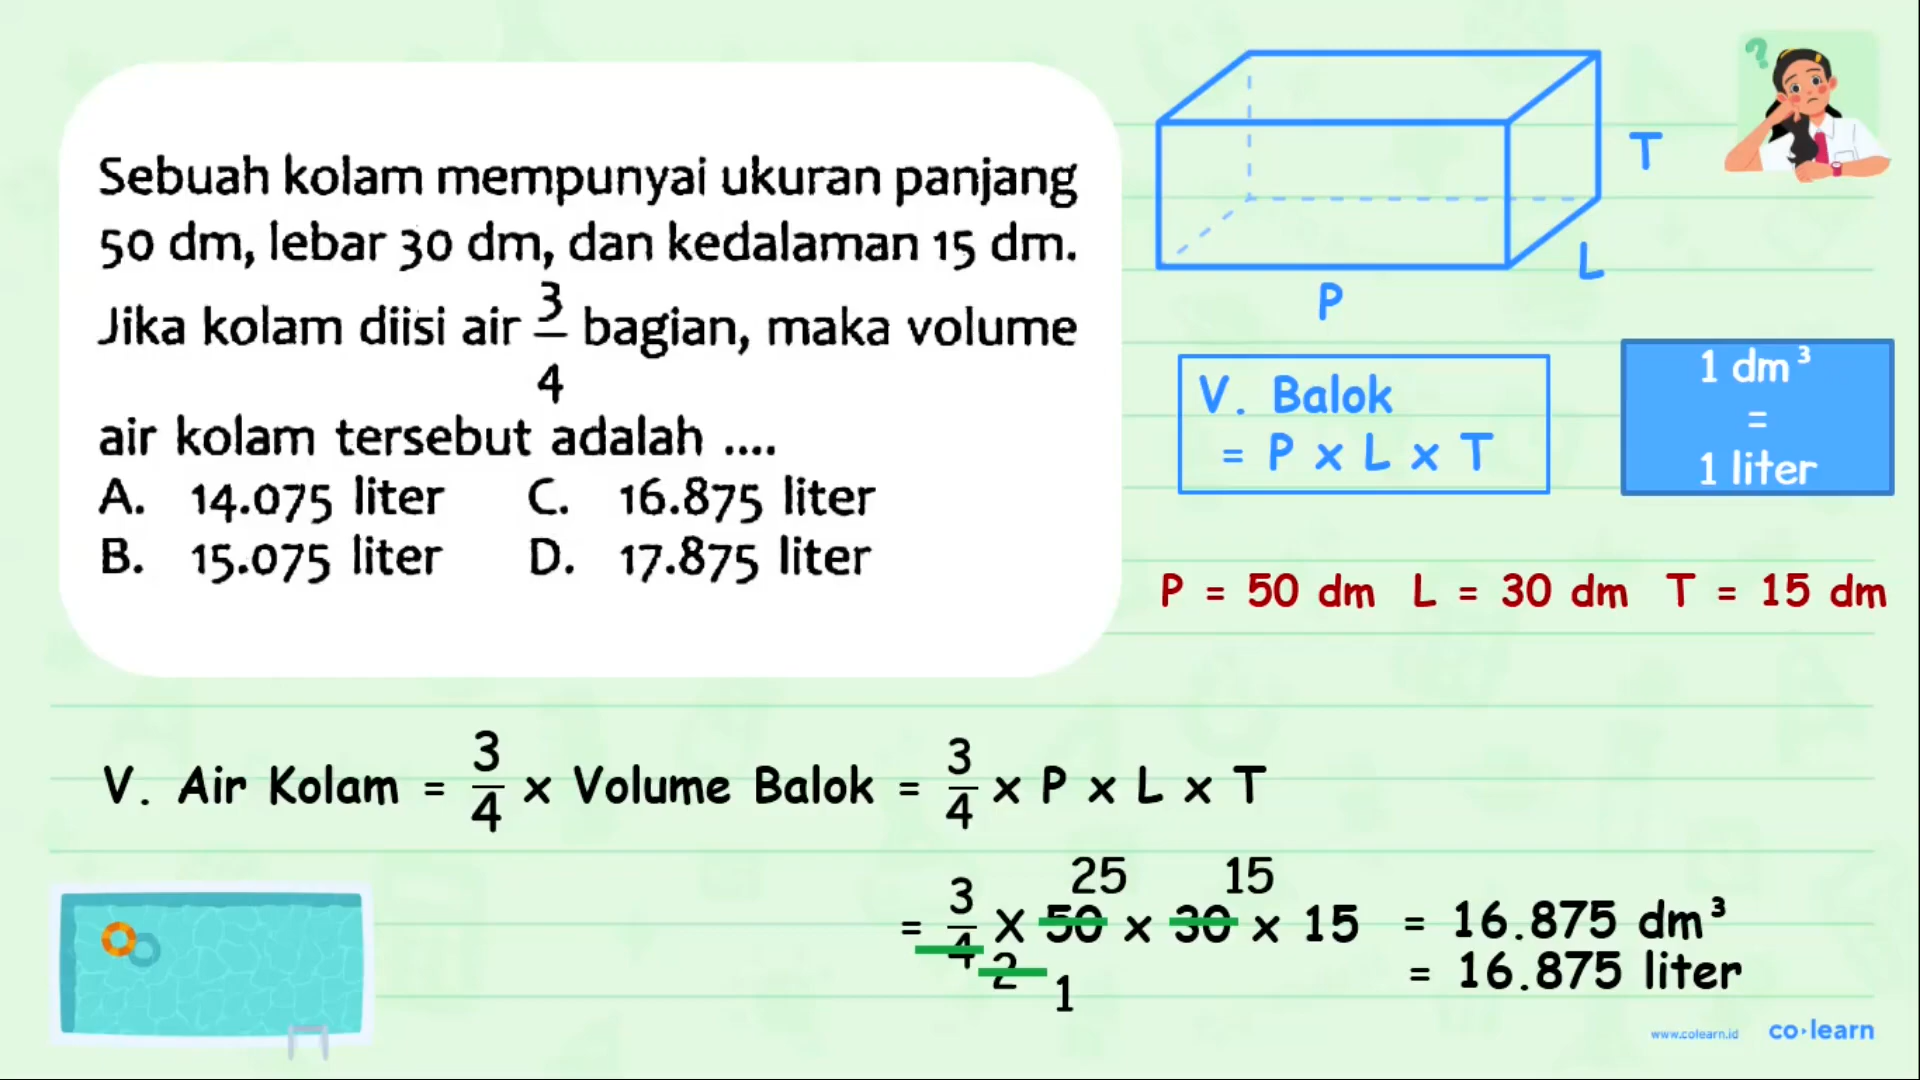 Sebuah kolam mempunyai ukuran panjang
50 dm, lebar 30 dm, dan kedalaman 15 dm.
Jika kolam diisi air 3/4 bagian, maka volume
air kolam tersebut adalah ....
A. 14.075 liter C. 16.875 liter
B. 15.075 liter D. 17.875 liter
?
T
L
P
V. Balok
= P x L x T
1 dm³
=
1 liter
P = 50 dm L = 30 dm T = 15 dm
V. Air Kolam = 3/4 x Volume Balok = 3/4 x P x L x T
25 15
= 3/4 X 50 x 30 x 15 = 16.875 dm³
2
1
= 16.875 liter
www.colearn.id co·learn